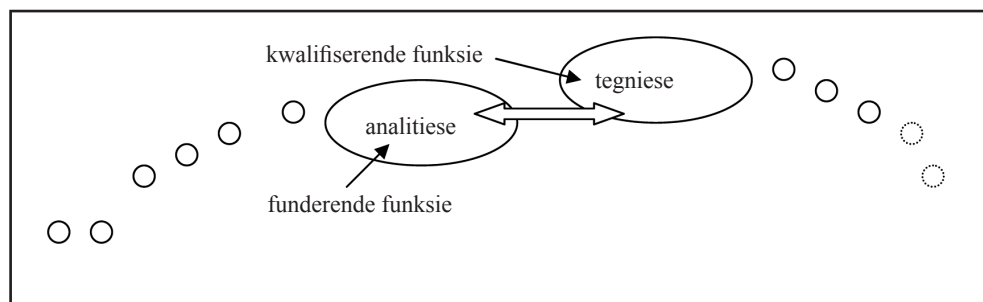 kwalifiserende funksie
tegniese
analitiese
funderende funksie